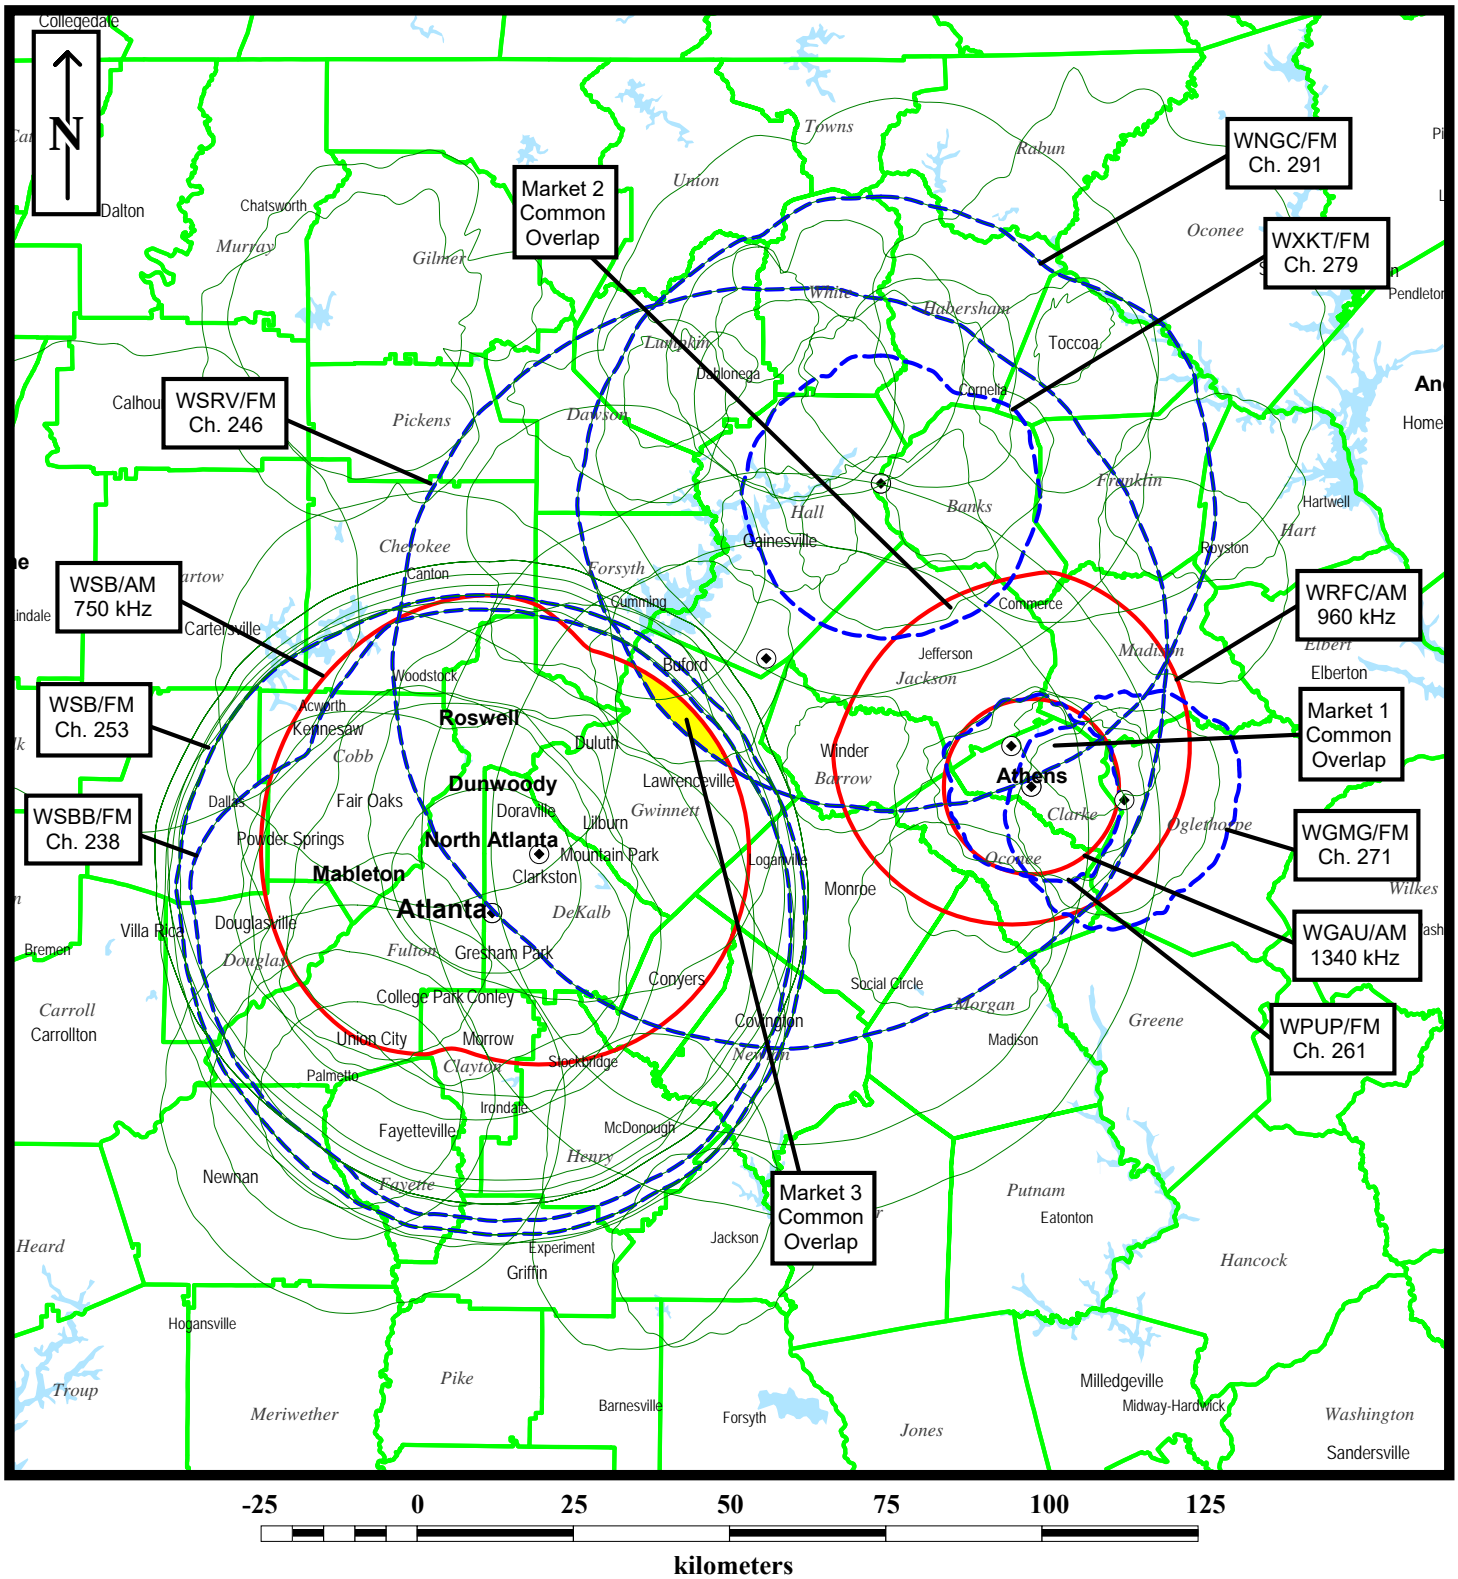 Collegedale
N
Dalton
Chatsworth
Murray
Gilmer
Union
Towns
Rabun
Oconee
Market 2
Common
Overlap
WNGC/FM
Ch. 291
WXKT/FM
Ch. 279
Pendleton
White
Habersham
Toccoa
Lumpkin
Dahlonega
Cornelia
WSRV/FM
Ch. 246
Pickens
Dawson
Home
Franklin
Hartwell
Hart
Hall
Banks
Gainesville
Royston
Cherokee
Canton
Forsyth
Cumming
Commerce
WSB/AM
750 kHz
WRFC/AM
960 kHz
Cartersville
Elbert
Elberton
Madison
Jefferson
Jackson
Buford
Woodstock
WSB/FM
Ch. 253
Acworth
Kennesaw
Cobb
Roswell
Duluth
Winder
Barrow
Market 1
Common
Overlap
Athens
Clarke
Oglethorpe
Dunwoody
Doraville
Lawrenceville
Gwinnett
Lilburn
Dallas
Fair Oaks
WSBB/FM
Ch. 238
Powder Springs
North Atlanta
Mountain Park
Clarkston
Loganville
Mableton
WGMG/FM
Ch. 271
Oconee
Monroe
Wilkes
Atlanta
DeKalb
Douglasville
Villa Rica
Bremen
Douglas
Fulton
Gresham Park
WGAU/AM
1340 kHz
Conyers
Social Circle
College Park
Conley
Morgan
Carroll
Carrollton
Union City
Morrow
Covington
Newton
Madison
Greene
WPUP/FM
Ch. 261
Clayton
Stockbridge
Palmetto
Irondale
Fayetteville
McDonough
Henry
Newnan
Fayette
Market 3
Common
Overlap
Putnam
Eatonton
Jackson
Heard
Experiment
Griffin
Hancock
Hogansville
Troup
Pike
Meriwether
Barnesville
Forsyth
Jones
Milledgeville
Midway-Hardwick
Washington
Sandersville
-25 0 25 50 75 100 125
kilometers